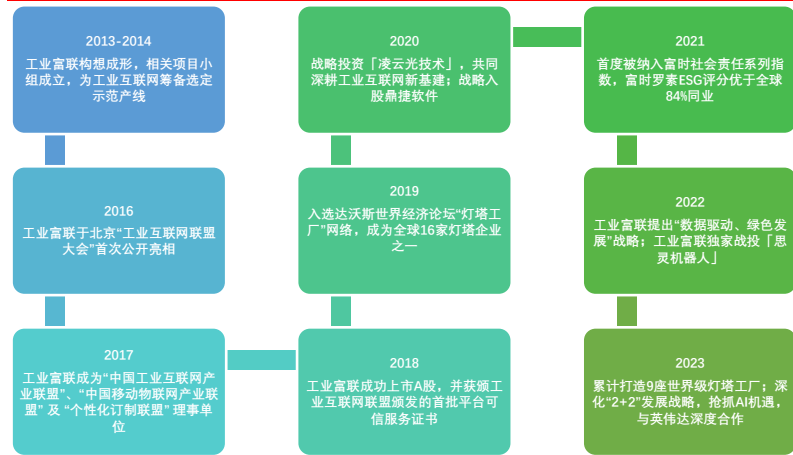 2013-2014
工业富联构想成形，相关项目小
组成立，为工业互联网筹备选定
示范产线
2016
工业富联于北京“工业互联网联盟
大会”首次公开亮相
2017
工业富联成为“中国工业互联网产
业联盟”、“中国移动物联网产业联
盟” 及 “个性化订制联盟” 理事单
位
2018
工业富联成功上市A股，并获颁工
业互联网联盟颁发的首批平台可
信服务证书
2019
入选达沃斯世界经济论坛“灯塔工
厂”网络，成为全球16家灯塔企业
之一
2020
战略投资「凌云光技术」，共同
深耕工业互联网新基建；战略入
股鼎捷软件
2021
首度被纳入富时社会责任系列指
数，富时罗素ESG评分优于全球
84%同业
2022
工业富联提出“数据驱动、绿色发
展”战略；工业富联独家战投「思
灵机器人」
2023
累计打造9座世界级灯塔工厂；深
化“2+2”发展战略，抢抓AI机遇，
与英伟达深度合作